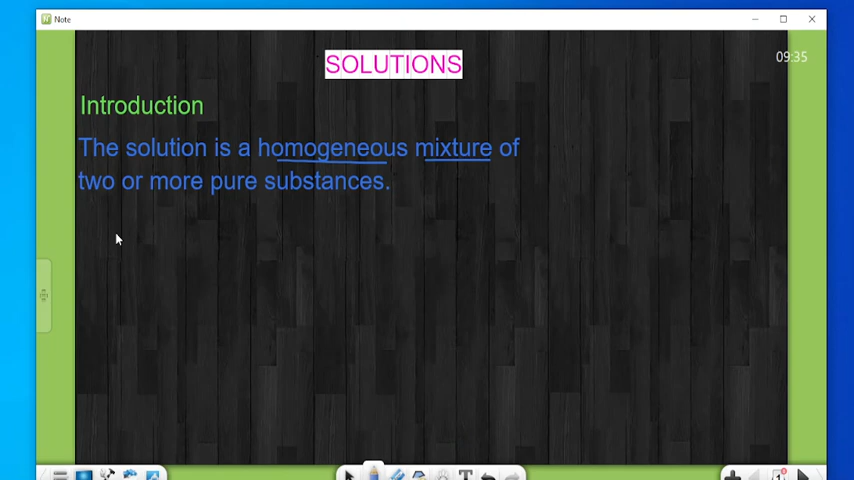 Note
SOLUTIONS
09:35
Introduction
The solution is a homogeneous mixture of
two or more pure substances.